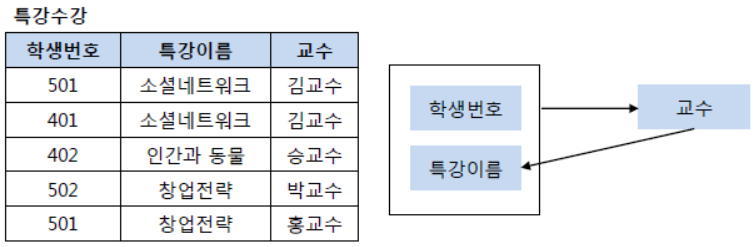 특강수강
학생번호 특강이름 교수
501 소셜네트워크 김교수
401 소셜네트워크 김교수
402 인간과 동물 승교수
502 창업전략 박교수
501 창업전략 홍교수
학생번호 교수
특강이름